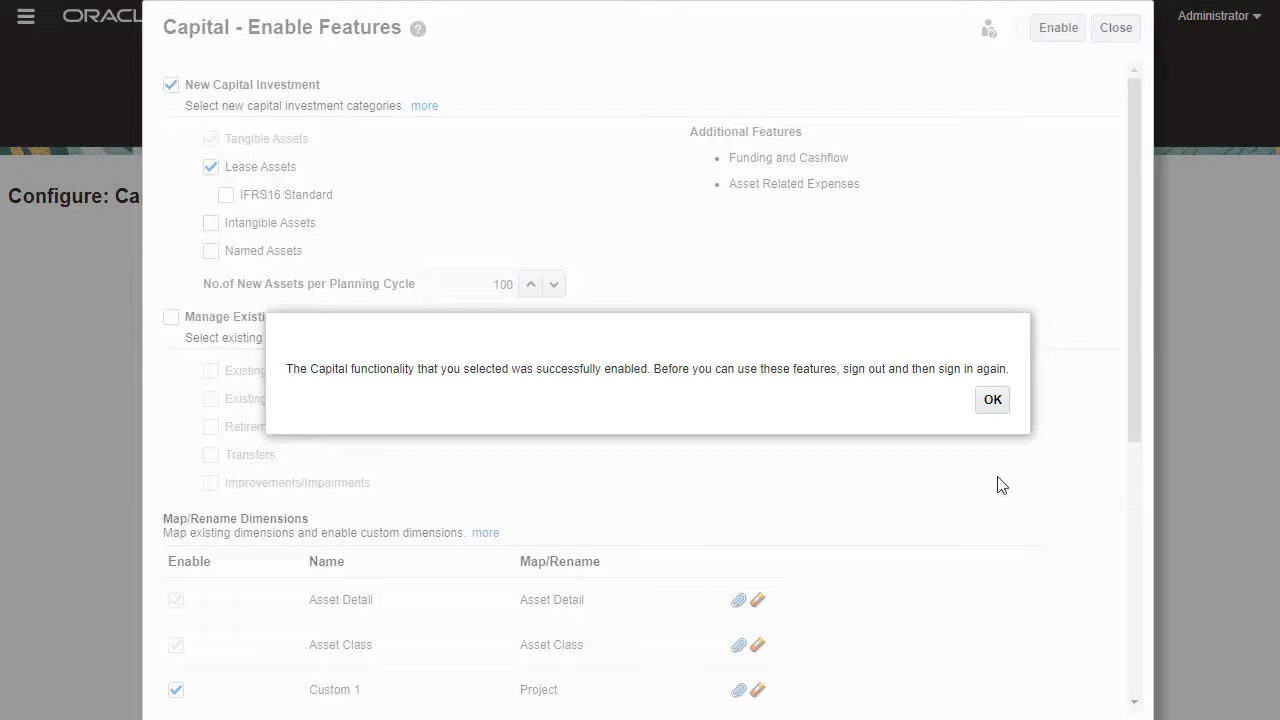 ORACL
Administrator
Capital - Enable Features
Enable
Close
Configure: Ca
New Capital Investment
Select new capital investment categories. more
Tangible Assets
Lease Assets
IFRS16 Standard
Intangible Assets
Named Assets
Additional Features
Funding and Cashflow
Asset Related Expenses
No.of New Assets per Planning Cycle 100
Manage Existi
Select existing
Existing
Existing
Retirem
Transfers
Improvements/Impairments
The Capital functionality that you selected was successfully enabled. Before you can use these features, sign out and then sign in again.
OK
Map/Rename Dimensions
Map existing dimensions and enable custom dimensions. more
Enable Name Map/Rename
Asset Detail Asset Detail
Asset Class Asset Class
Custom 1 Project